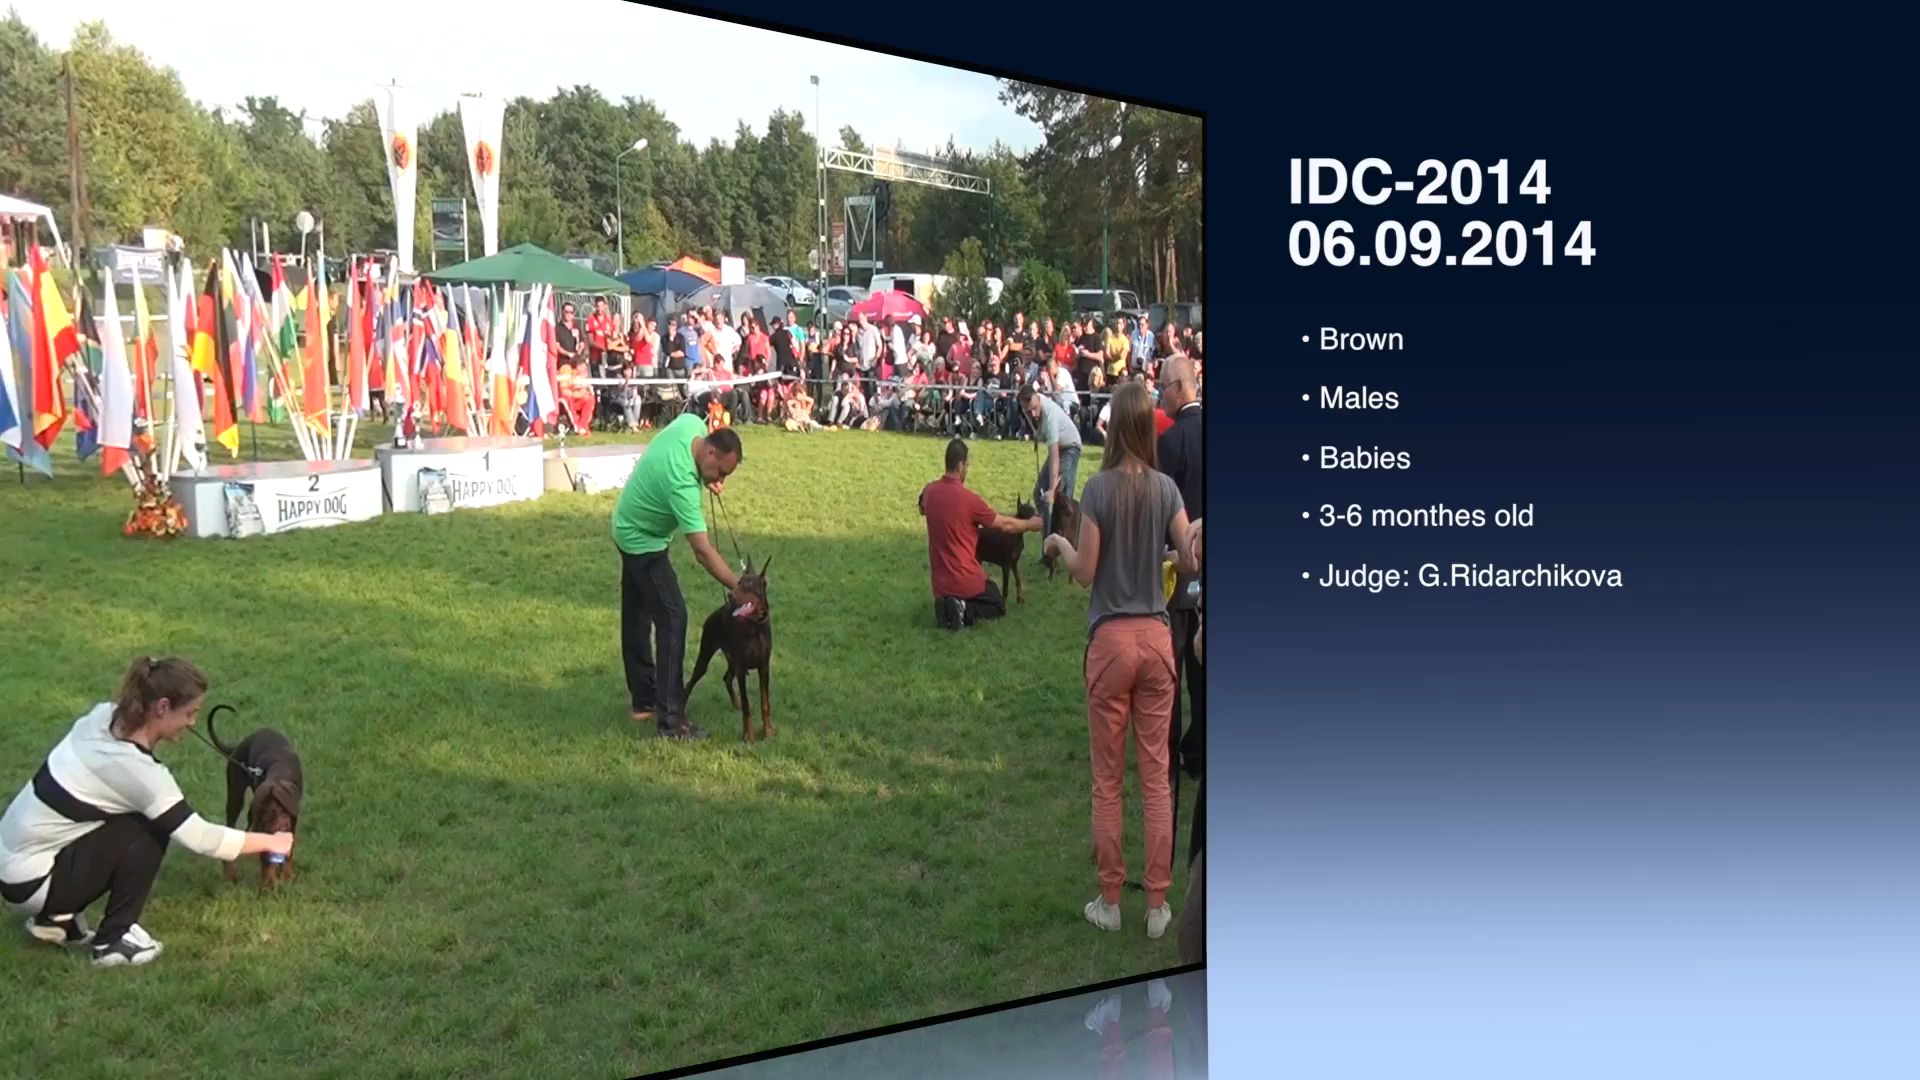 IDC-2014
06.09.2014
• Brown
• Males
• Babies
• 3-6 monthes old
• Judge: G.Ridarchikova
2
HAPPY DOG
1
HAPPY DOG